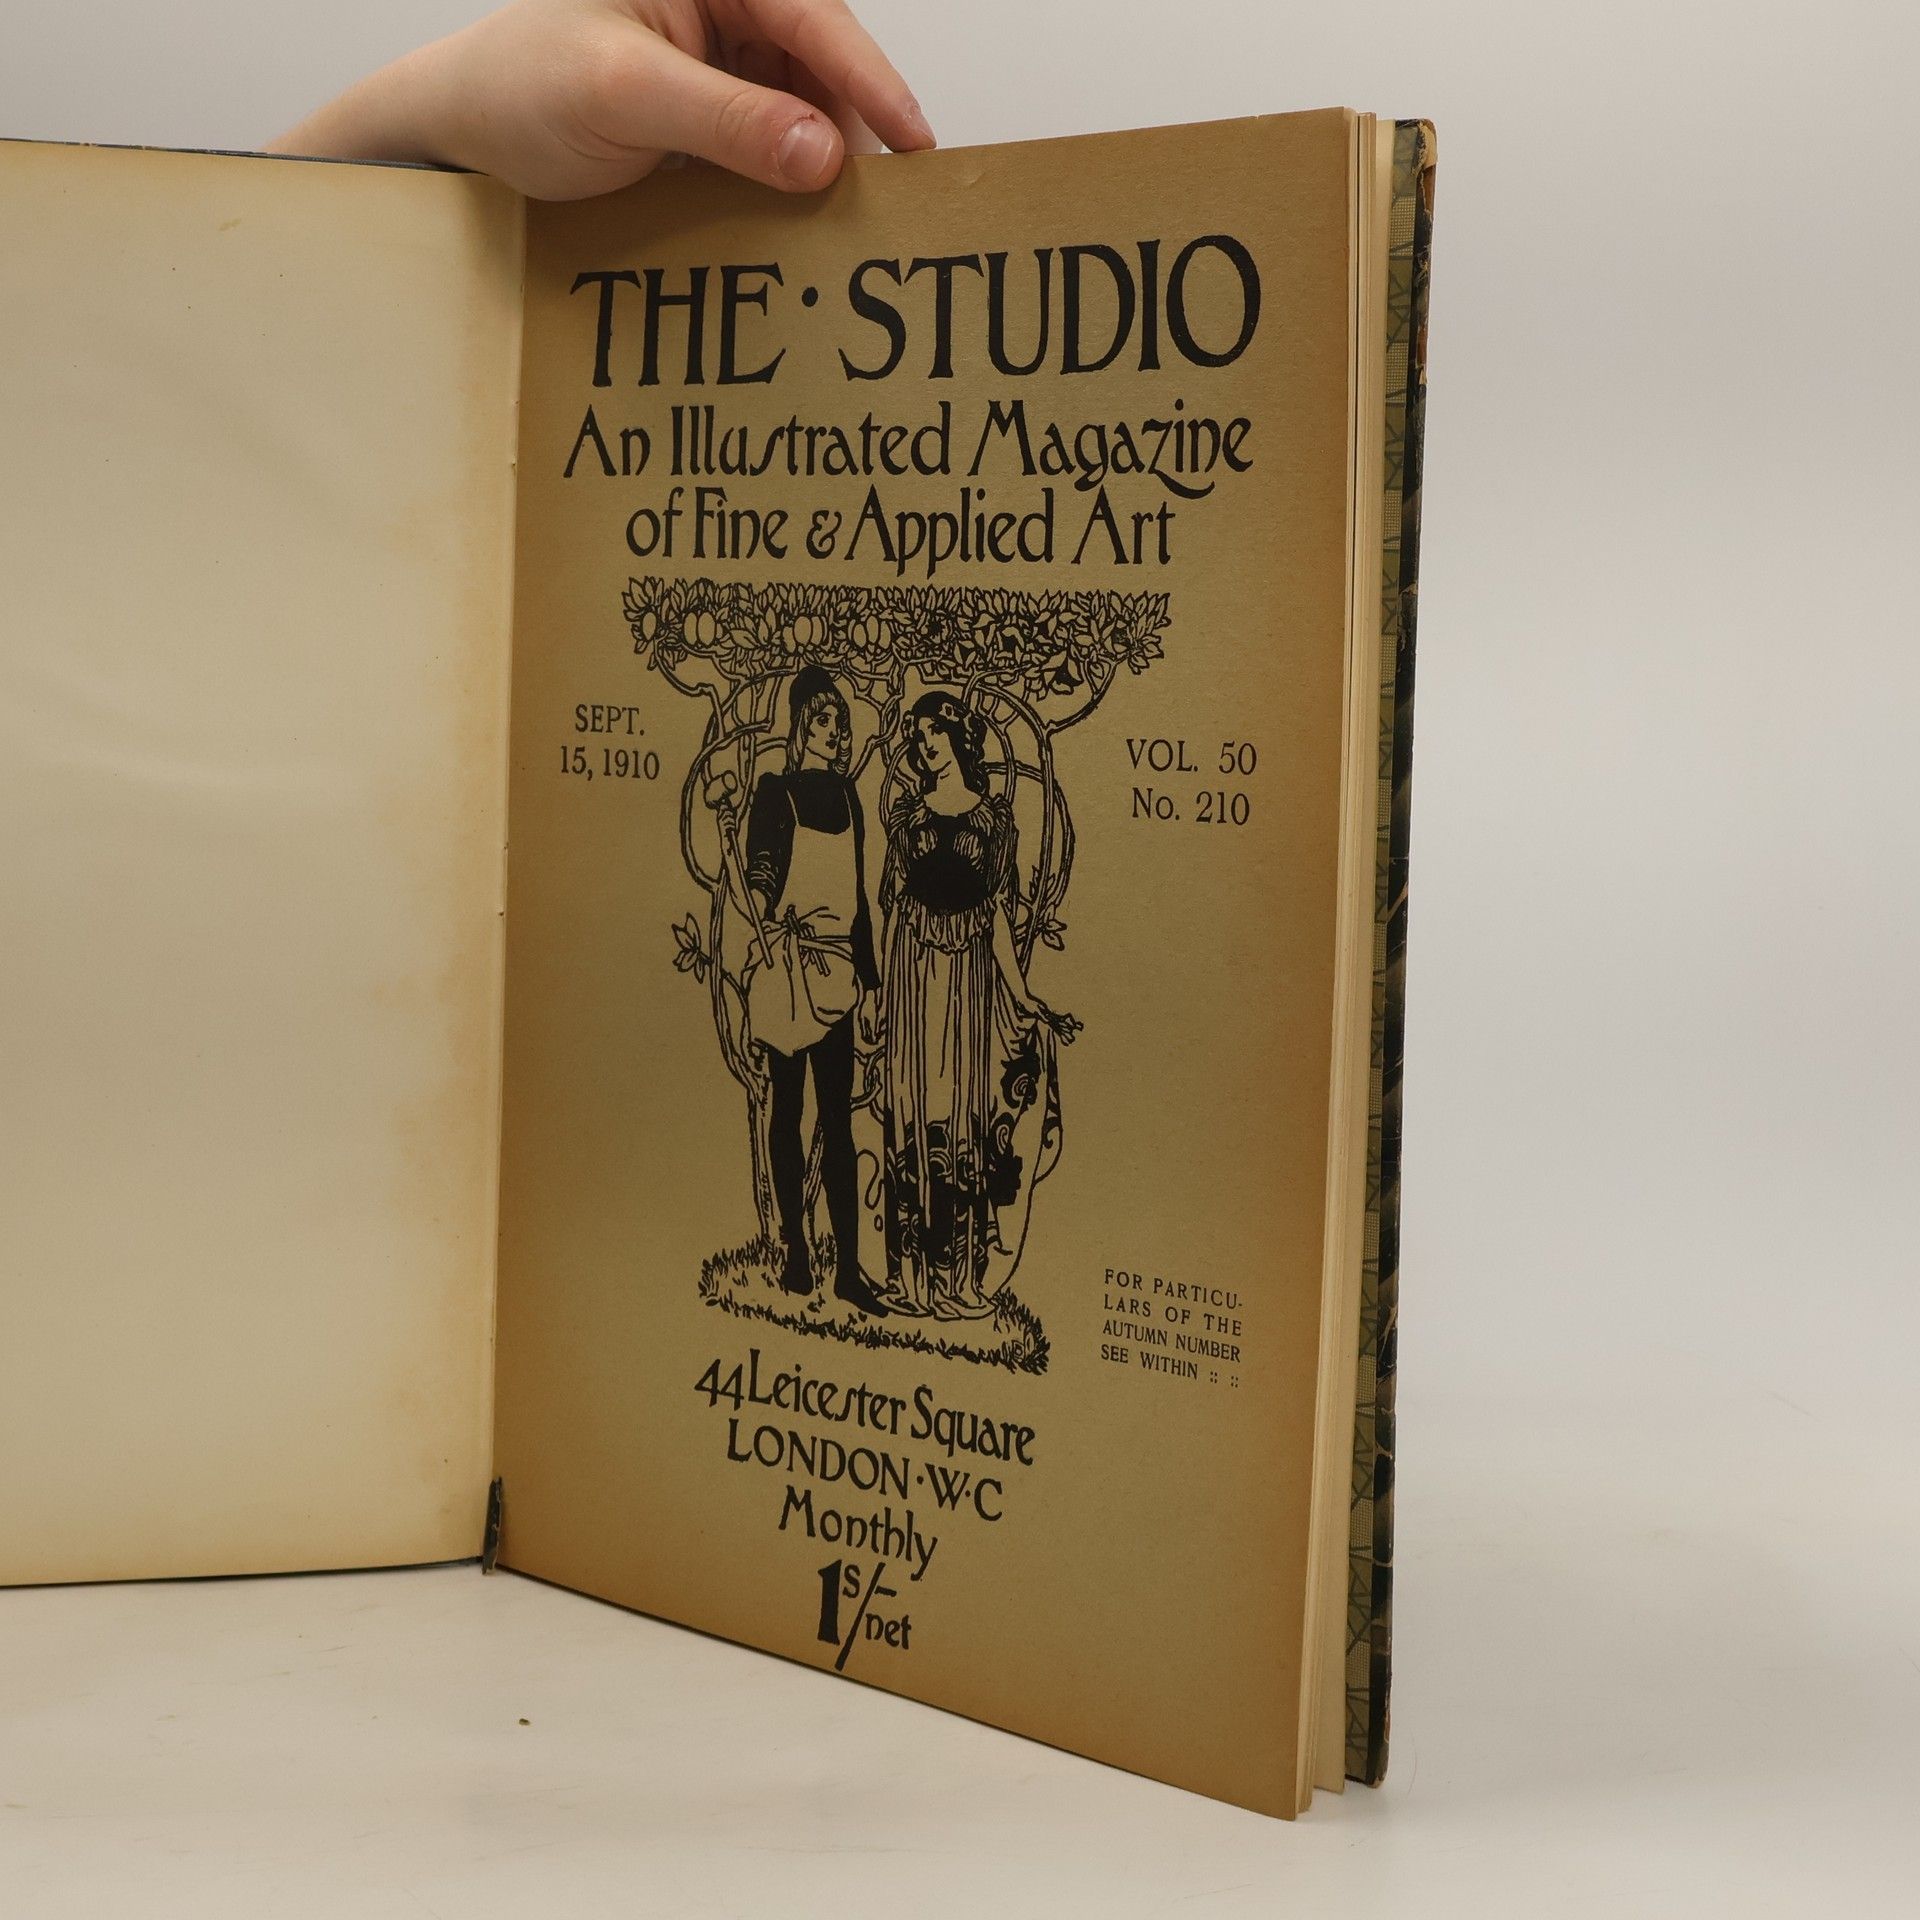 THE · STUDIO
An Illustrated Magazine
of Fine & Applied Art
SEPT.
15, 1910
VOL. 50
No. 210
FOR PARTICU-
LARS OF THE
AUTUMN NUMBER
SEE WITHIN :: ::
44 Leicester Square
LONDON·W·C
Monthly
1s/- net